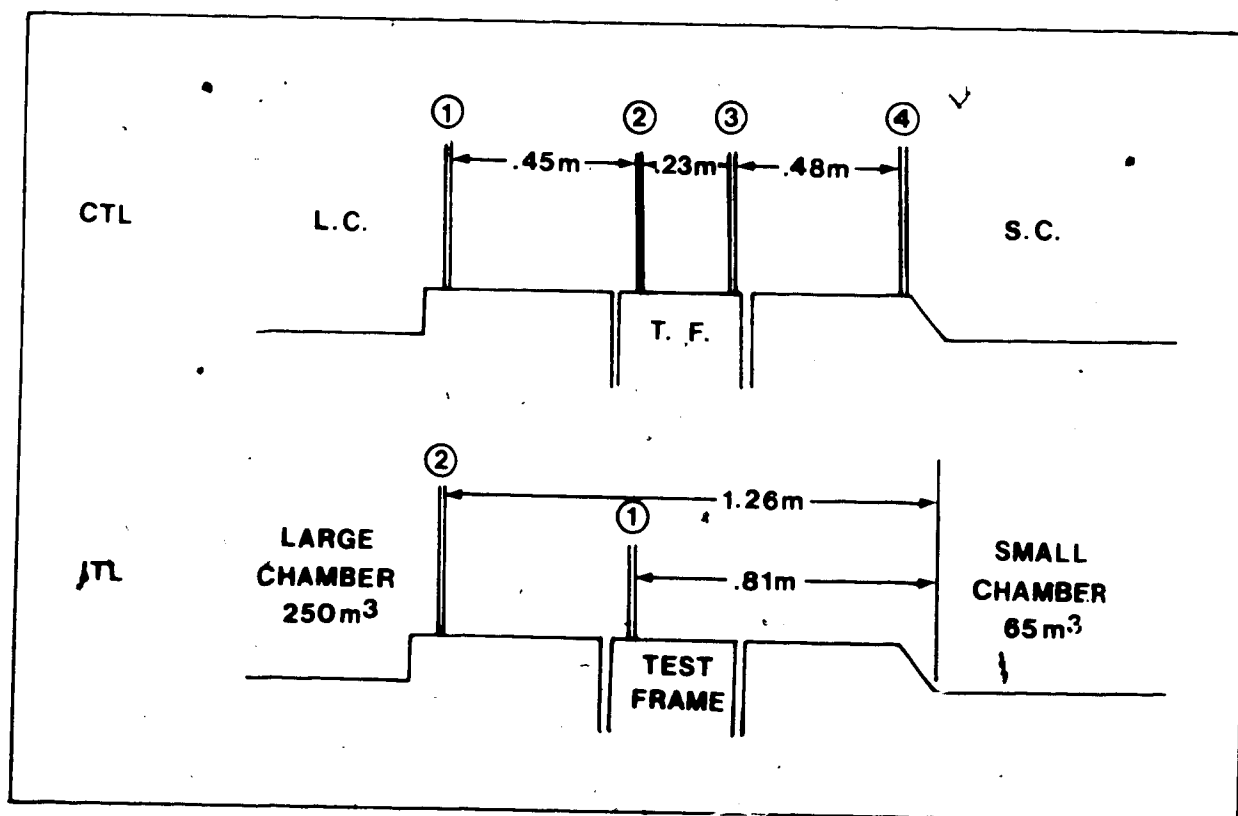 ① ② ③ ④
.45m .23m .48m
CTL L.C. S.C.
T. F.
②
1.26m
①
LARGE
CHAMBER
250m³
.81m
SMALL
CHAMBER
65m³
TEST
FRAME